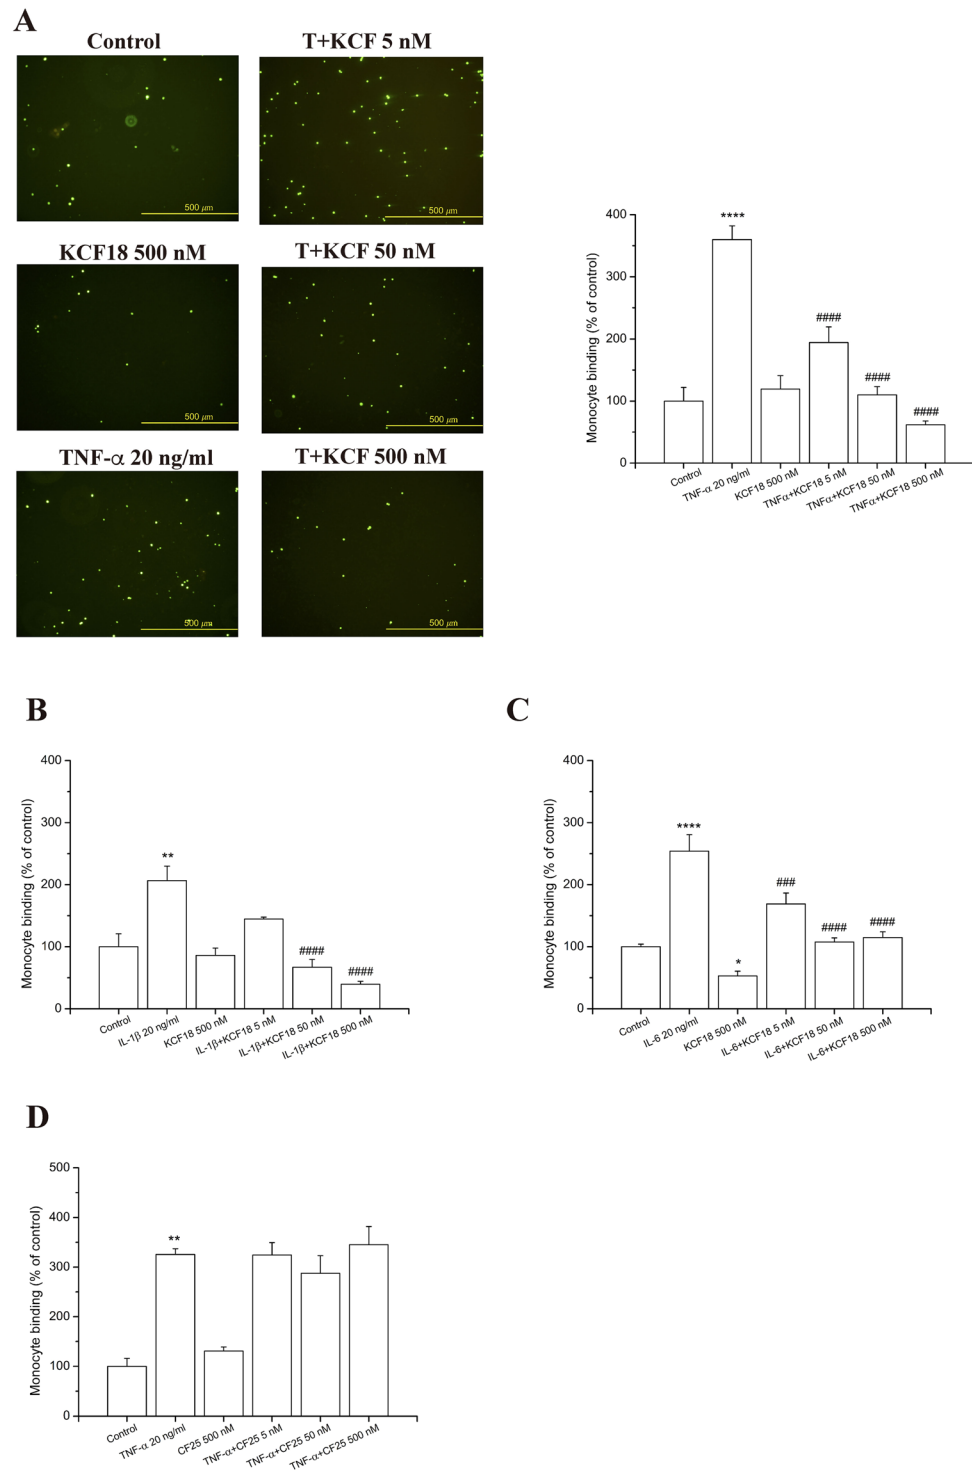 A
Control
T+KCF 5 nM
500 µm
500 µm
KCF18 500 nM
T+KCF 50 nM
500 µm
500 µm
TNF-α 20 ng/ml
T+KCF 500 nM
500 µm
500 µm
Monocyte binding (% of control)
400
300
200
100
0
****
####
####
####
Control
TNF-α 20 ng/ml
KCF18 500 nM
TNFα+KCF18 5 nM
TNFα+KCF18 50 nM
TNFα+KCF18 500 nM
B
Monocyte binding (% of control)
400
300
200
100
0
**
####
####
Control
IL-1β 20 ng/ml
KCF18 500 nM
IL-1β+KCF18 5 nM
IL-1β+KCF18 50 nM
IL-1β+KCF18 500 nM
C
Monocyte binding (% of control)
400
300
200
100
0
****
*
###
####
####
Control
IL-6 20 ng/ml
KCF18 500 nM
IL-6+KCF18 5 nM
IL-6+KCF18 50 nM
IL-6+KCF18 500 nM
D
Monocyte binding (% of control)
500
400
300
200
100
0
**
Control
TNF-α 20 ng/ml
CF25 500 nM
TNF-α+CF25 5 nM
TNF-α+CF25 50 nM
TNF-α+CF25 500 nM